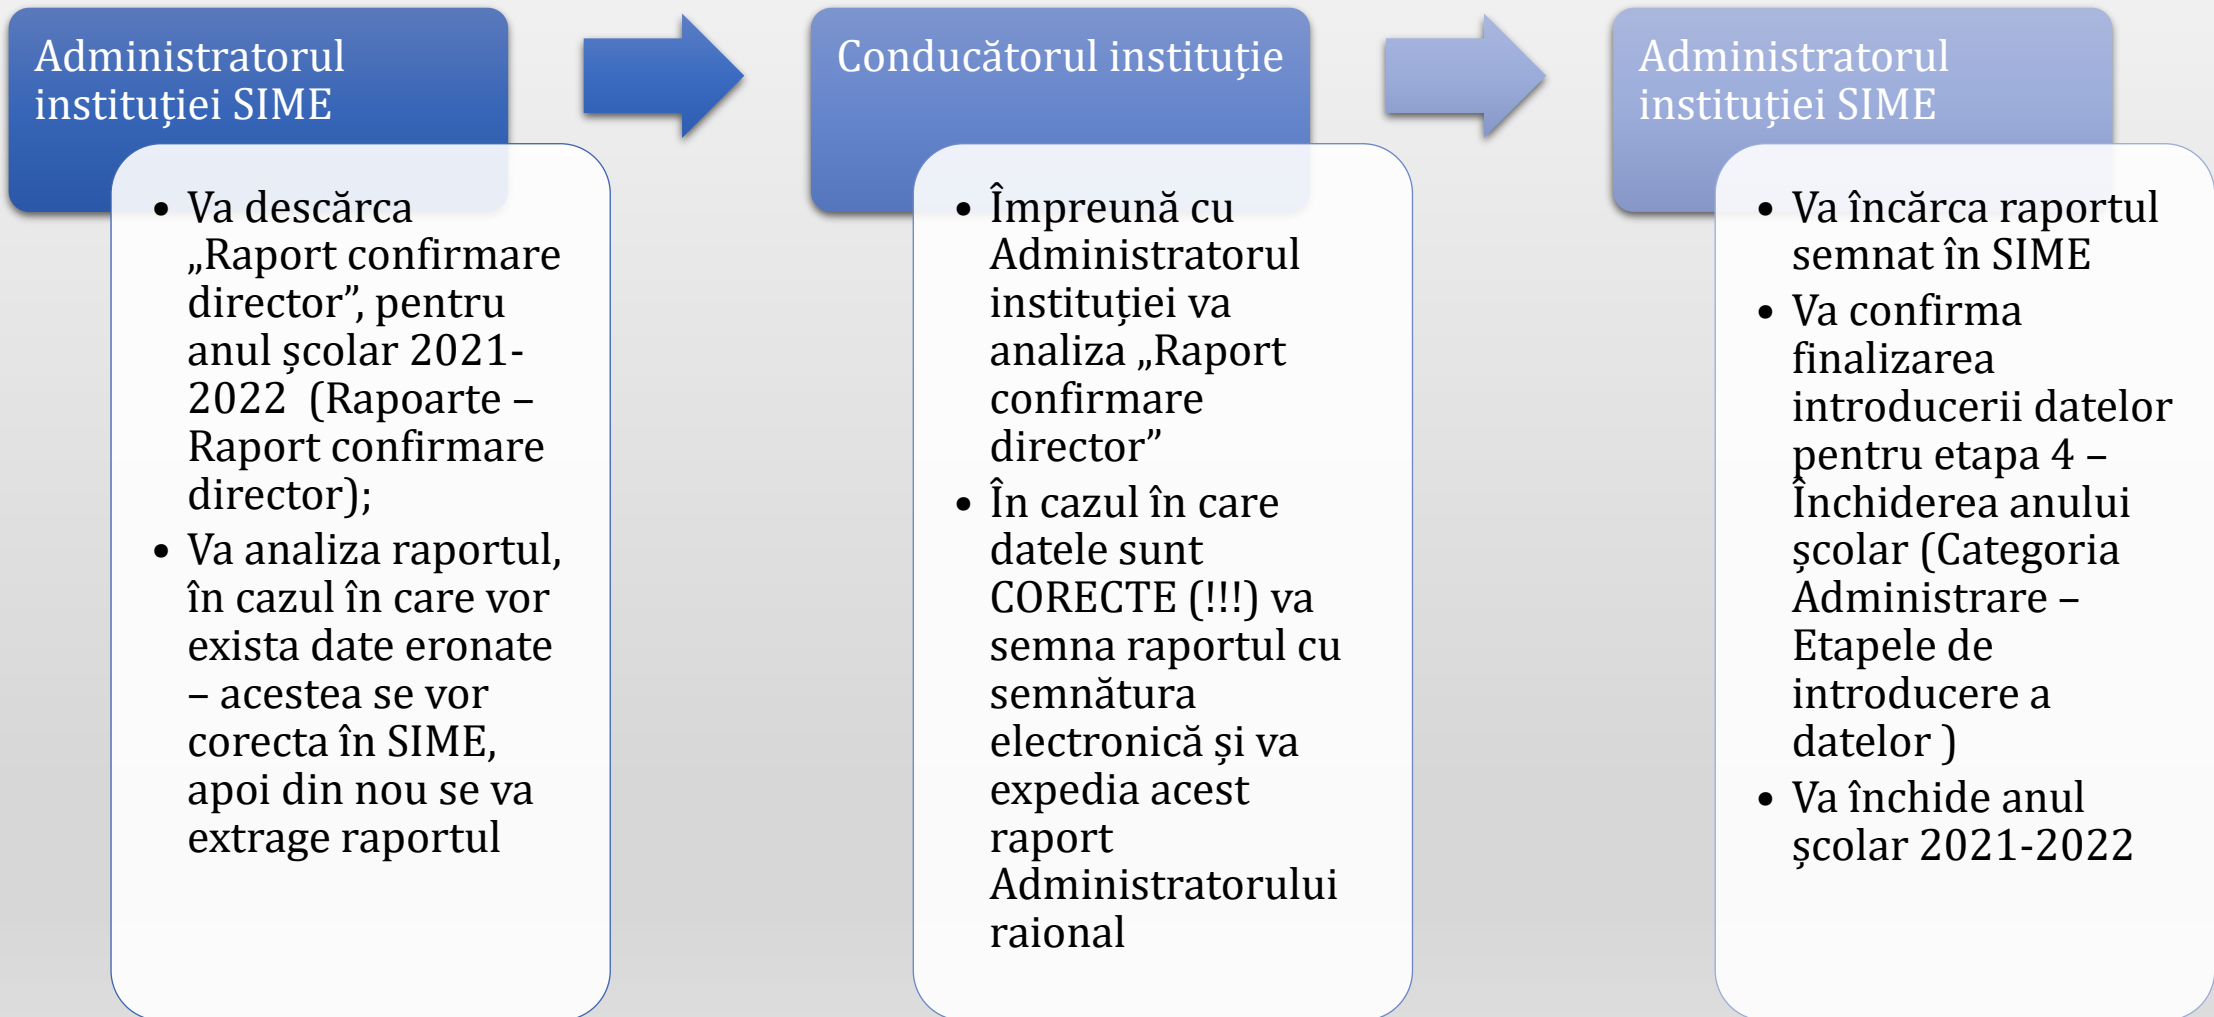 Administratorul
instituției SIME
• Va descărca
„Raport confirmare
director”, pentru
anul școlar 2021-
2022  (Rapoarte –
Raport confirmare
director);
• Va analiza raportul,
în cazul în care vor
exista date eronate
– acestea se vor
corecta în SIME,
apoi din nou se va
extrage raportul
Conducătorul instituție
• Împreună cu
Administratorul
instituției va
analiza „Raport
confirmare
director”
• În cazul în care
datele sunt
CORECTE (!!!) va
semna raportul cu
semnătura
electronică și va
expedia acest
raport
Administratorului
raional
Administratorul
instituției SIME
• Va încărca raportul
semnat în SIME
• Va confirma
finalizarea
introducerii datelor
pentru etapa 4 –
Închiderea anului
școlar (Categoria
Administrare –
Etapele de
introducere a
datelor )
• Va închide anul
școlar 2021-2022